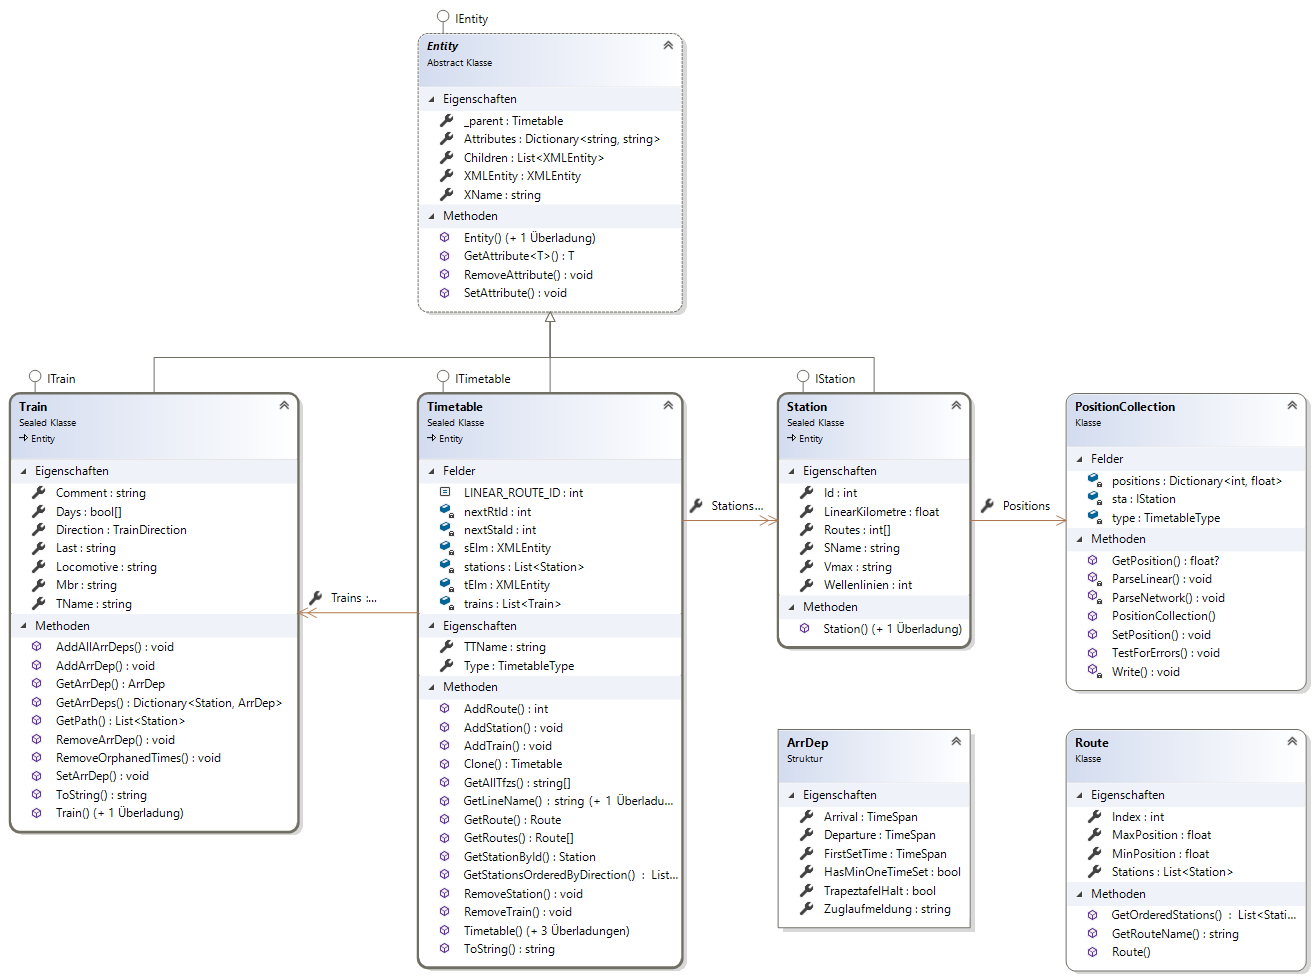 IEntity
Entity
Abstract Klasse
Eigenschaften
_parent : Timetable
Attributes : Dictionary<string, string>
Children : List<XMLEntity>
XMLEntity : XMLEntity
XName : string
Methoden
Entity() (+ 1 Überladung)
GetAttribute<T>() : T
RemoveAttribute() : void
SetAttribute() : void
ITrain
Train
Sealed Klasse
Entity
Eigenschaften
Comment : string
Days : bool[]
Direction : TrainDirection
Last : string
Locomotive : string
Mbr : string
TName : string
Methoden
AddAllArrDeps() : void
AddArrDep() : void
GetArrDep() : ArrDep
GetArrDeps() : Dictionary<Station, ArrDep>
GetPath() : List<Station>
RemoveArrDep() : void
RemoveOrphanedTimes() : void
SetArrDep() : void
ToString() : string
Train() (+ 1 Überladung)
Trains :...
ITimetable
Timetable
Sealed Klasse
Entity
Felder
LINEAR_ROUTE_ID : int
nextRtId : int
nextStaId : int
sElm : XMLEntity
stations : List<Station>
tElm : XMLEntity
trains : List<Train>
Eigenschaften
TTName : string
Type : TimetableType
Methoden
AddRoute() : int
AddStation() : void
AddTrain() : void
Clone() : Timetable
GetAllTfzs() : string[]
GetLineName() : string (+ 1 Überladu...
GetRoute() : Route
GetRoutes() : Route[]
GetStationById() : Station
GetStationsOrderedByDirection() : List...
RemoveStation() : void
RemoveTrain() : void
Timetable() (+ 3 Überladungen)
ToString() : string
Stations...
IStation
Station
Sealed Klasse
Entity
Eigenschaften
Id : int
LinearKilometre : float
Routes : int[]
SName : string
Vmax : string
Wellenlinien : int
Methoden
Station() (+ 1 Überladung)
Positions
PositionCollection
Klasse
Felder
positions : Dictionary<int, float>
sta : IStation
type : TimetableType
Methoden
GetPosition() : float?
ParseLinear() : void
ParseNetwork() : void
PositionCollection()
SetPosition() : void
TestForErrors() : void
Write() : void
ArrDep
Struktur
Eigenschaften
Arrival : TimeSpan
Departure : TimeSpan
FirstSetTime : TimeSpan
HasMinOneTimeSet : bool
TrapeztafelHalt : bool
Zuglaufmeldung : string
Route
Klasse
Eigenschaften
Index : int
MaxPosition : float
MinPosition : float
Stations : List<Station>
Methoden
GetOrderedStations() : List<Stati...
GetRouteName() : string
Route()